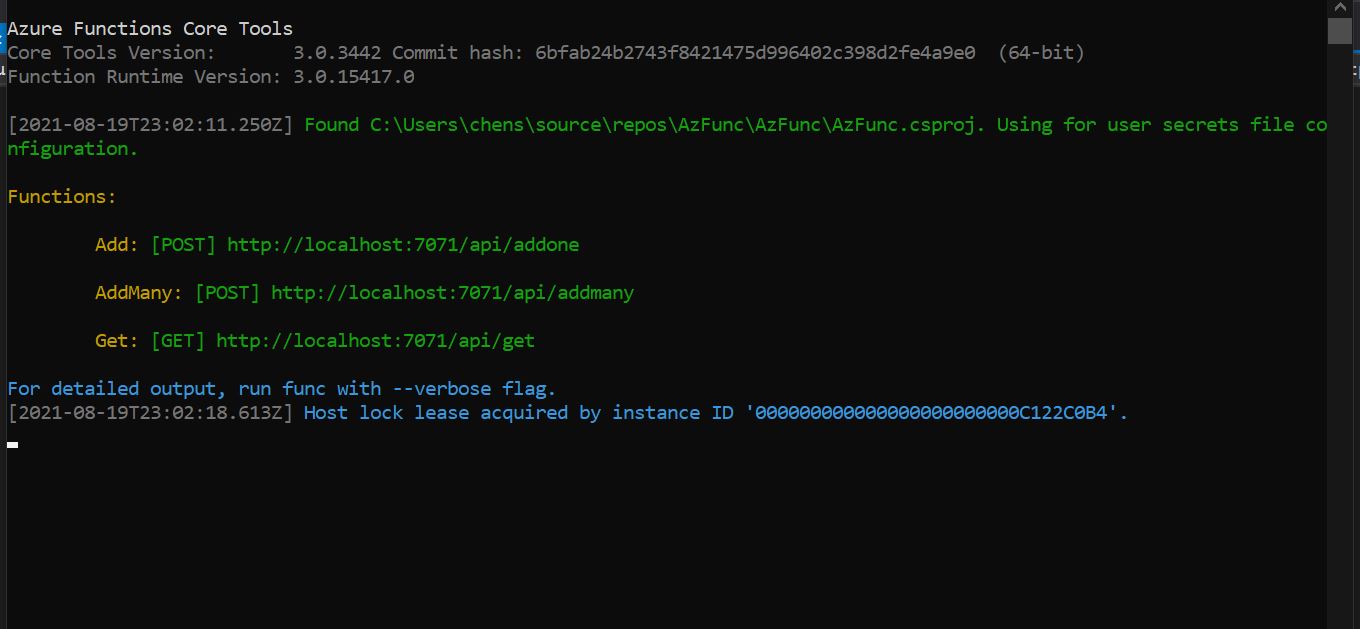 Azure Functions Core Tools
Core Tools Version:       3.0.3442 Commit hash: 6bfab24b2743f8421475d996402c398d2fe4a9e0  (64-bit)
Function Runtime Version: 3.0.15417.0
[2021-08-19T23:02:11.250Z] Found C:\Users\chens\source\repos\AzFunc\AzFunc\AzFunc.csproj. Using for user secrets file co
nfiguration.
Functions:
Add: [POST] http://localhost:7071/api/addone
AddMany: [POST] http://localhost:7071/api/addmany
Get: [GET] http://localhost:7071/api/get
For detailed output, run func with --verbose flag.
[2021-08-19T23:02:18.613Z] Host lock lease acquired by instance ID '000000000000000000000000C122C0B4'.